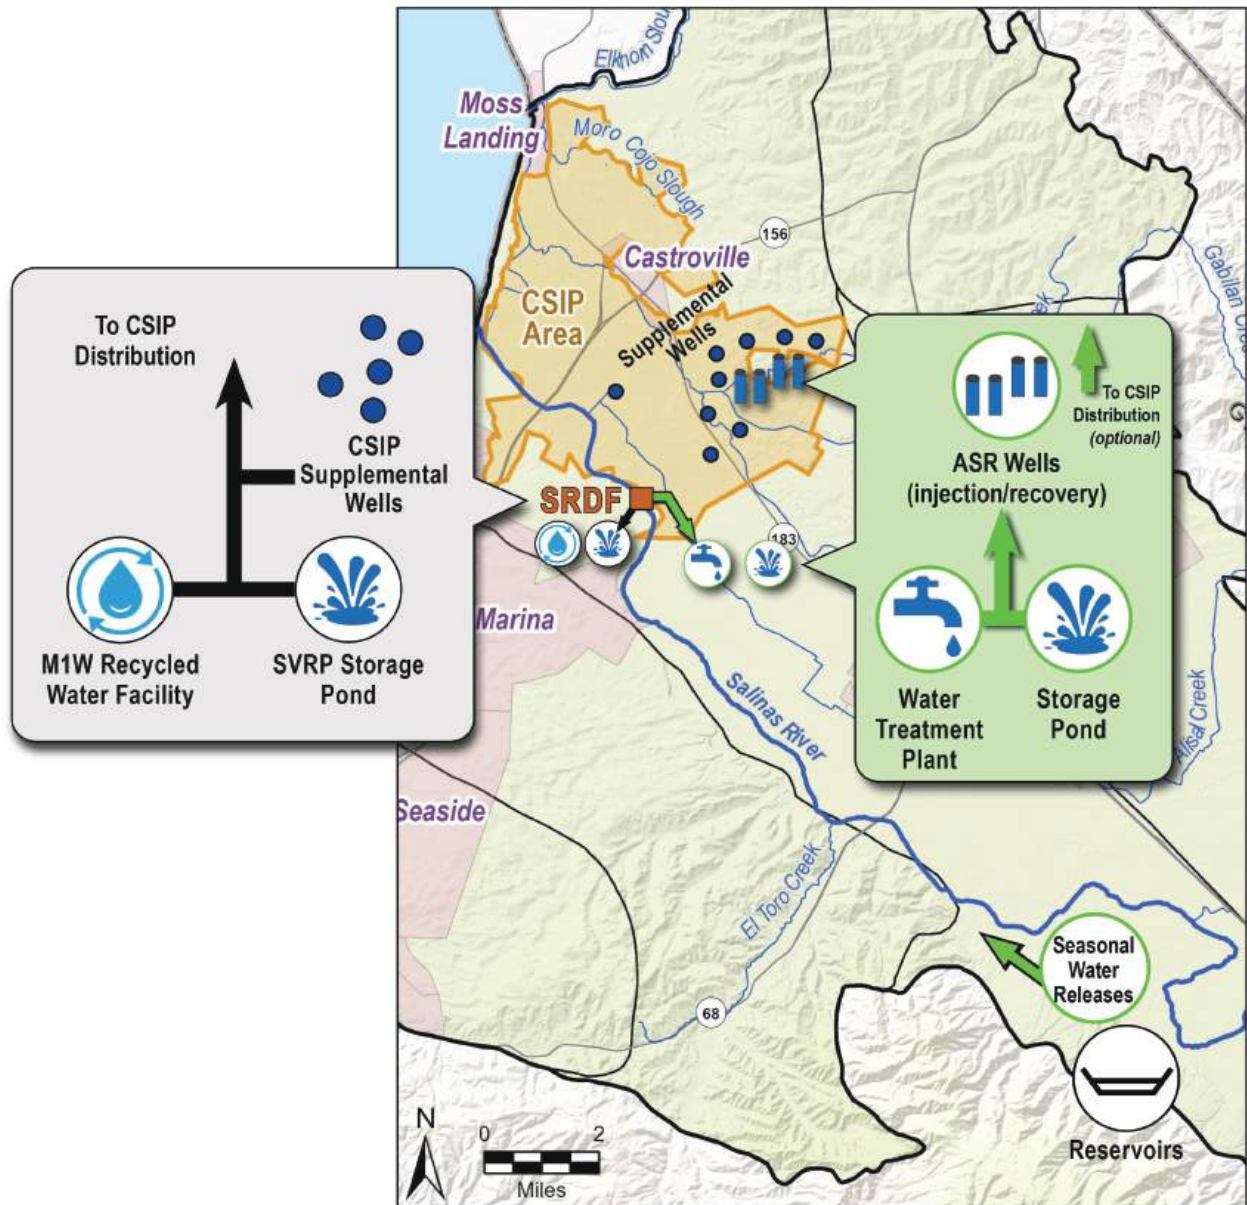 Elkhorn Slou
Moss
Landing
Moro Cojo Slough
156
Castroville
Gabilan
CSIP
Area
Supplemental
Wells
eek
To CSIP
Distribution
CSIP
Supplemental
Wells
M1W Recycled
Water Facility
SVRP Storage
Pond
To CSIP
Distribution
(optional)
ASR Wells
(injection/recovery)
Water
Treatment
Plant
Storage
Pond
SRDF
183
Marina
Salinas River
Alisal Creek
Seaside
El Toro Creek
Seasonal
Water
Releases
68
Reservoirs
N
0 2
Miles